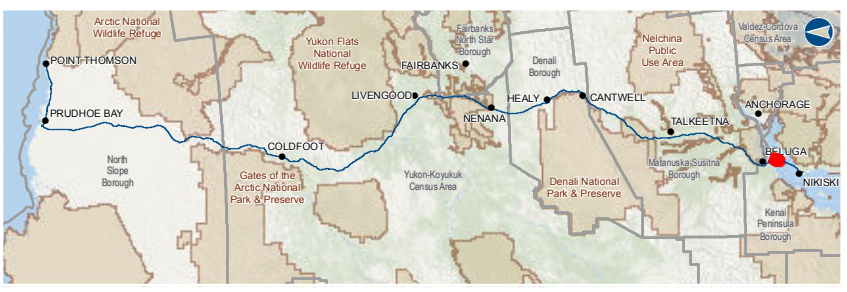 Arctic National
Wildlife Refuge
POINT THOMSON
PRUDHOE BAY
North
Slope
Borough
COLDFOOT
Gates of the
Arctic National
Park & Preserve
Yukon Flats
National
Wildlife Refuge
Fairbanks
North Star
Borough
FAIRBANKS
LIVENGOOD
NENANA
Yukon-Koyukuk
Census Area
Denali
Borough
HEALY
CANTWELL
Denali National
Park & Preserve
Nelchina
Public
Use Area
TALKEETNA
Matanuska-Susitna
Borough
Valdez-Cordova
Census Area
ANCHORAGE
BELUGA
NIKISKI
Kenai
Peninsula
Borough